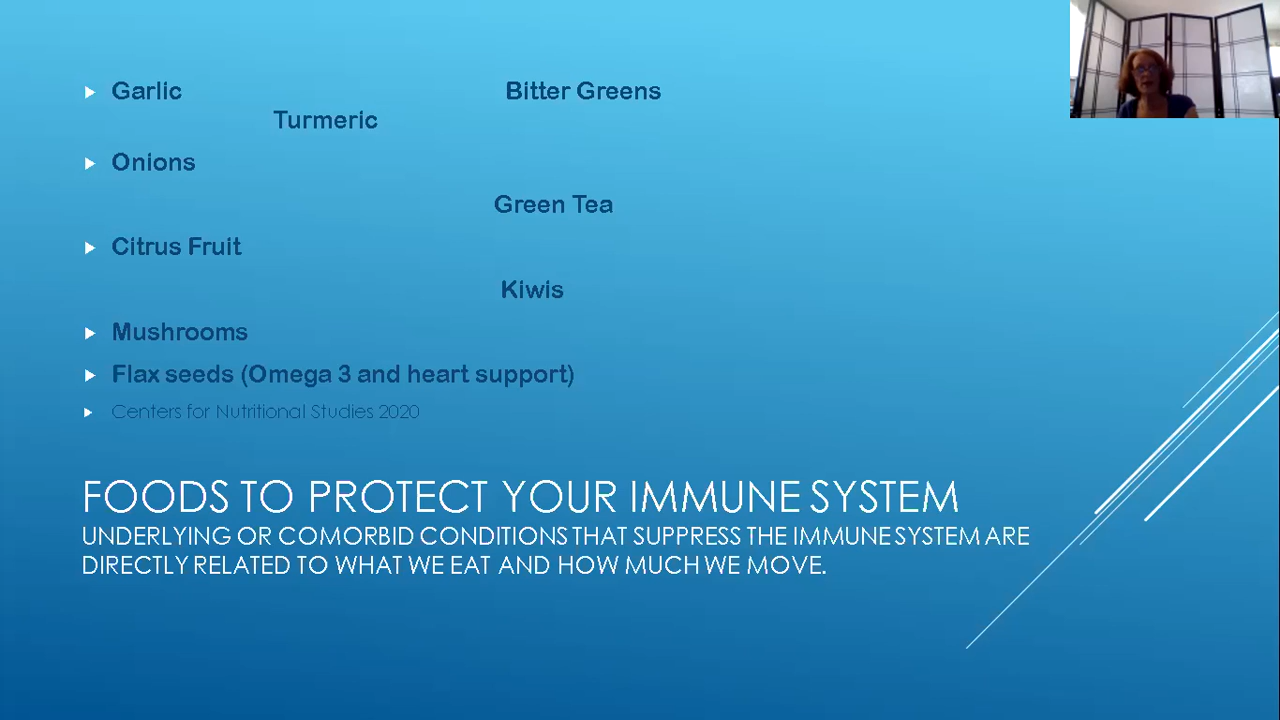 Garlic Bitter Greens
Turmeric
Onions
Green Tea
Citrus Fruit
Kiwis
Mushrooms
Flax seeds (Omega 3 and heart support)
Centers for Nutritional Studies 2020
FOODS TO PROTECT YOUR IMMUNE SYSTEM
UNDERLYING OR COMORBID CONDITIONS THAT SUPPRESS THE IMMUNE SYSTEM ARE
DIRECTLY RELATED TO WHAT WE EAT AND HOW MUCH WE MOVE.